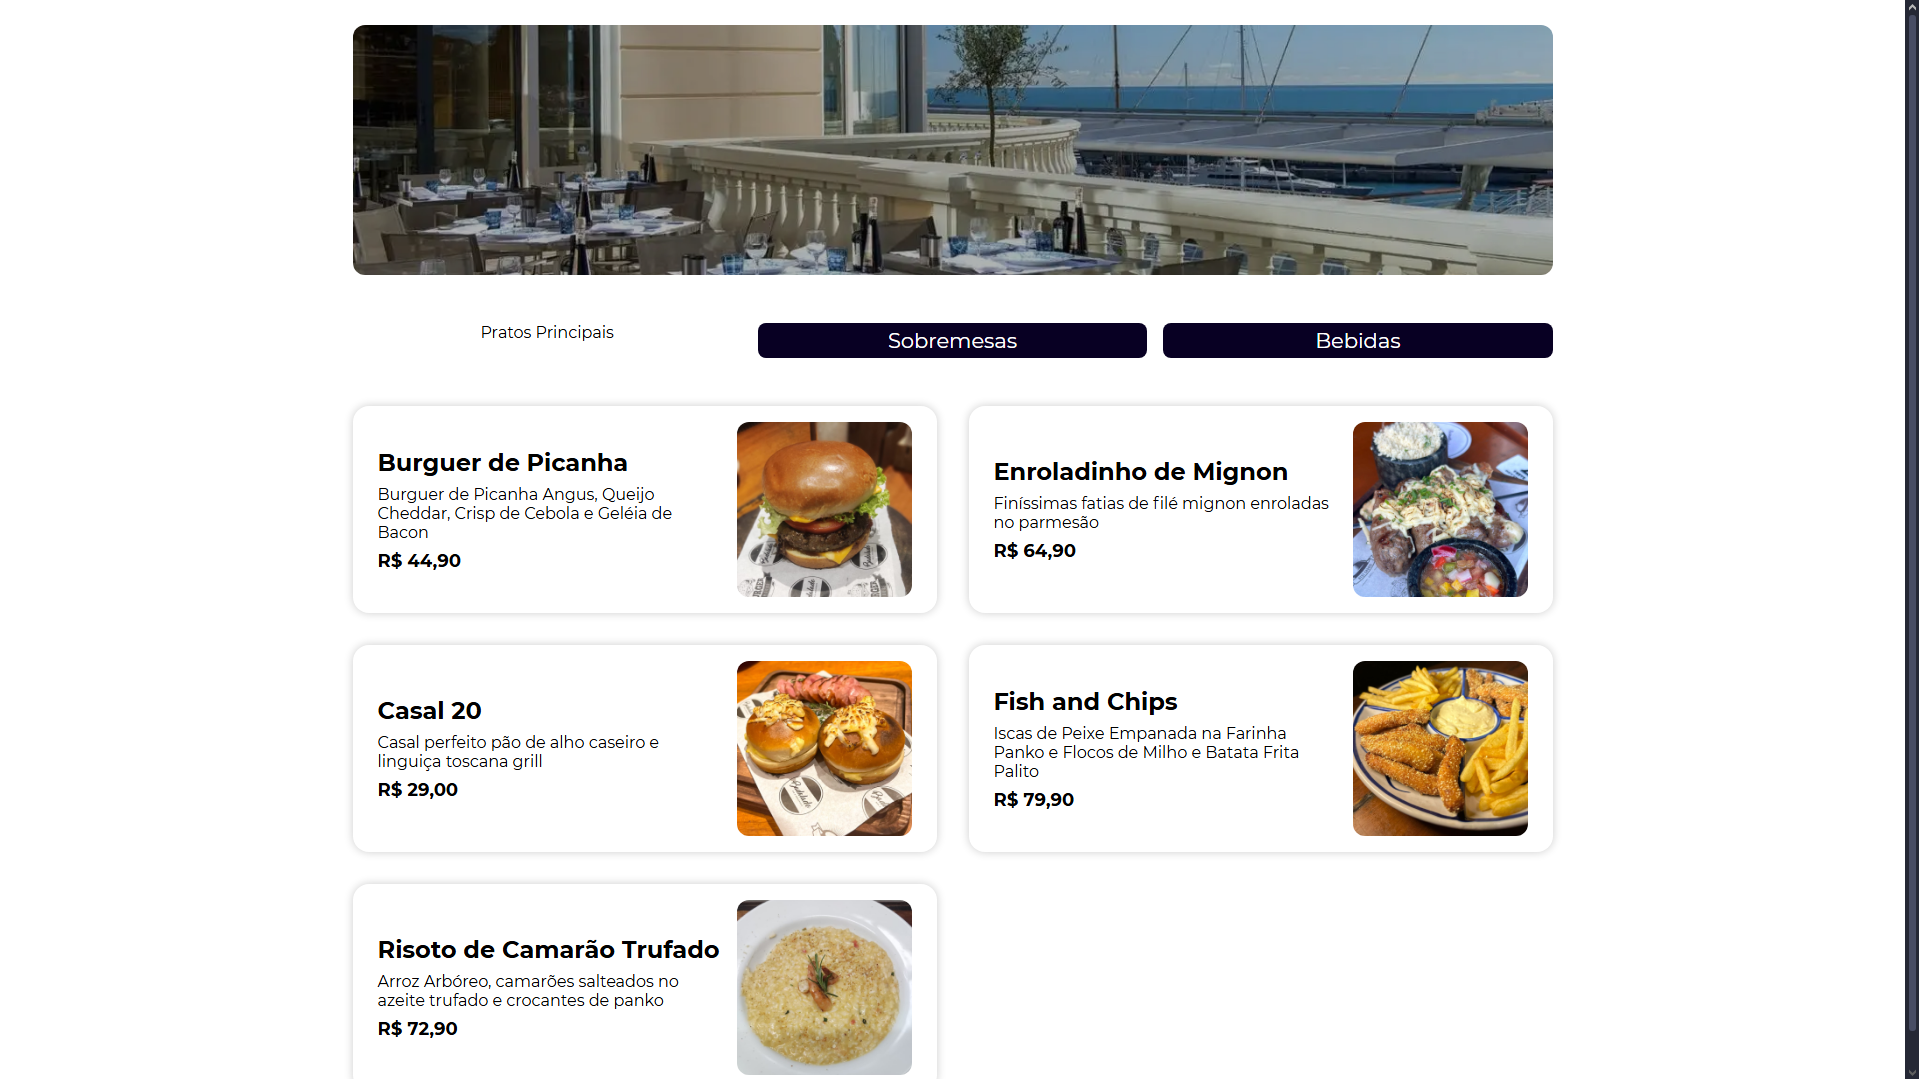 Pratos Principais
Sobremesas
Bebidas
Burguer de Picanha
Burguer de Picanha Angus, Queijo
Cheddar, Crisp de Cebola e Geléia de
Bacon
R$ 44,90
Enroladinho de Mignon
Finíssimas fatias de filé mignon enroladas
no parmesão
R$ 64,90
Casal 20
Casal perfeito pão de alho caseiro e
linguiça toscana grill
R$ 29,00
Fish and Chips
Iscas de Peixe Empanada na Farinha
Panko e Flocos de Milho e Batata Frita
Palito
R$ 79,90
Risoto de Camarão Trufado
Arroz Arbóreo, camarões salteados no
azeite trufado e crocantes de panko
R$ 72,90